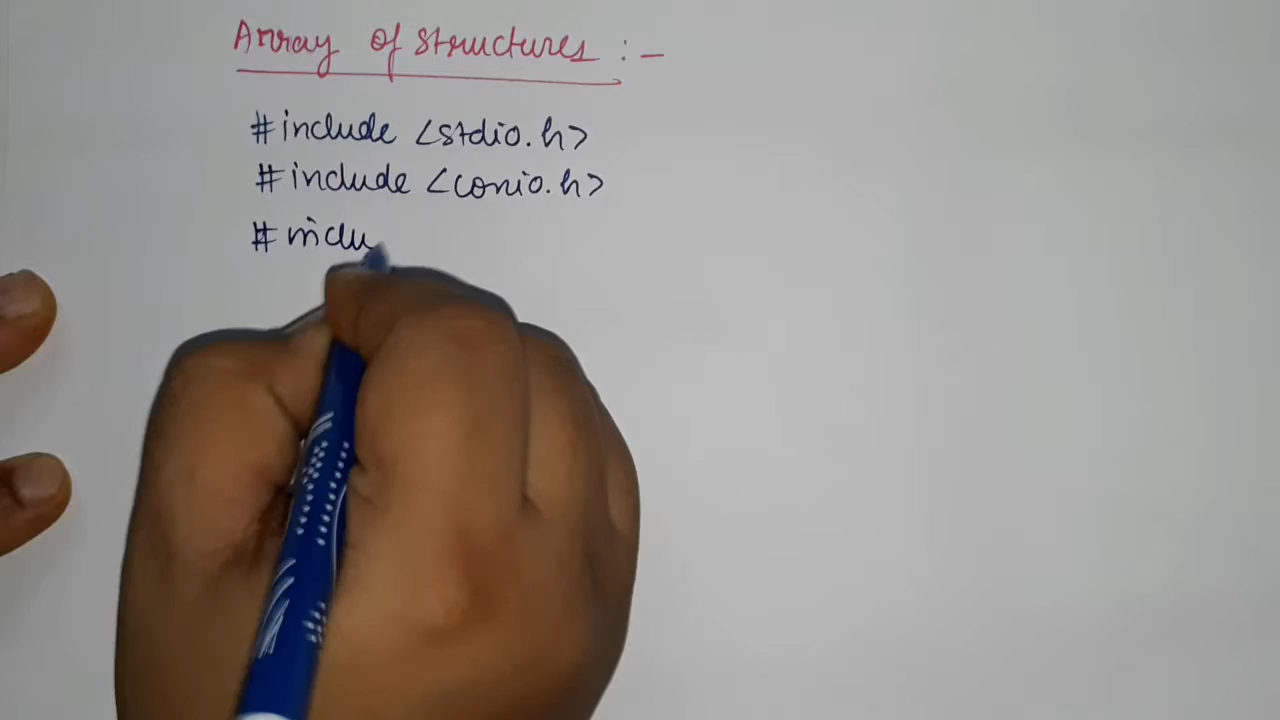 Array of structures :-
#include <stdio.h>
#include <conio.h>
#inclu